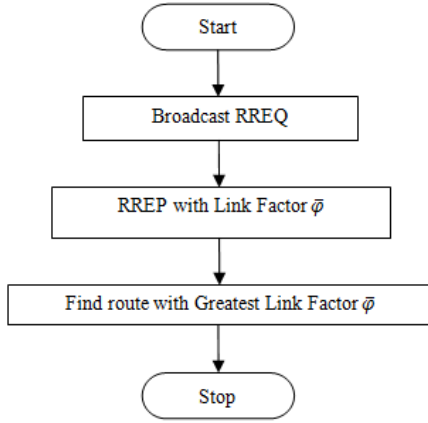 Start
Broadcast RREQ
RREP with Link Factor φ̄
Find route with Greatest Link Factor φ̄
Stop